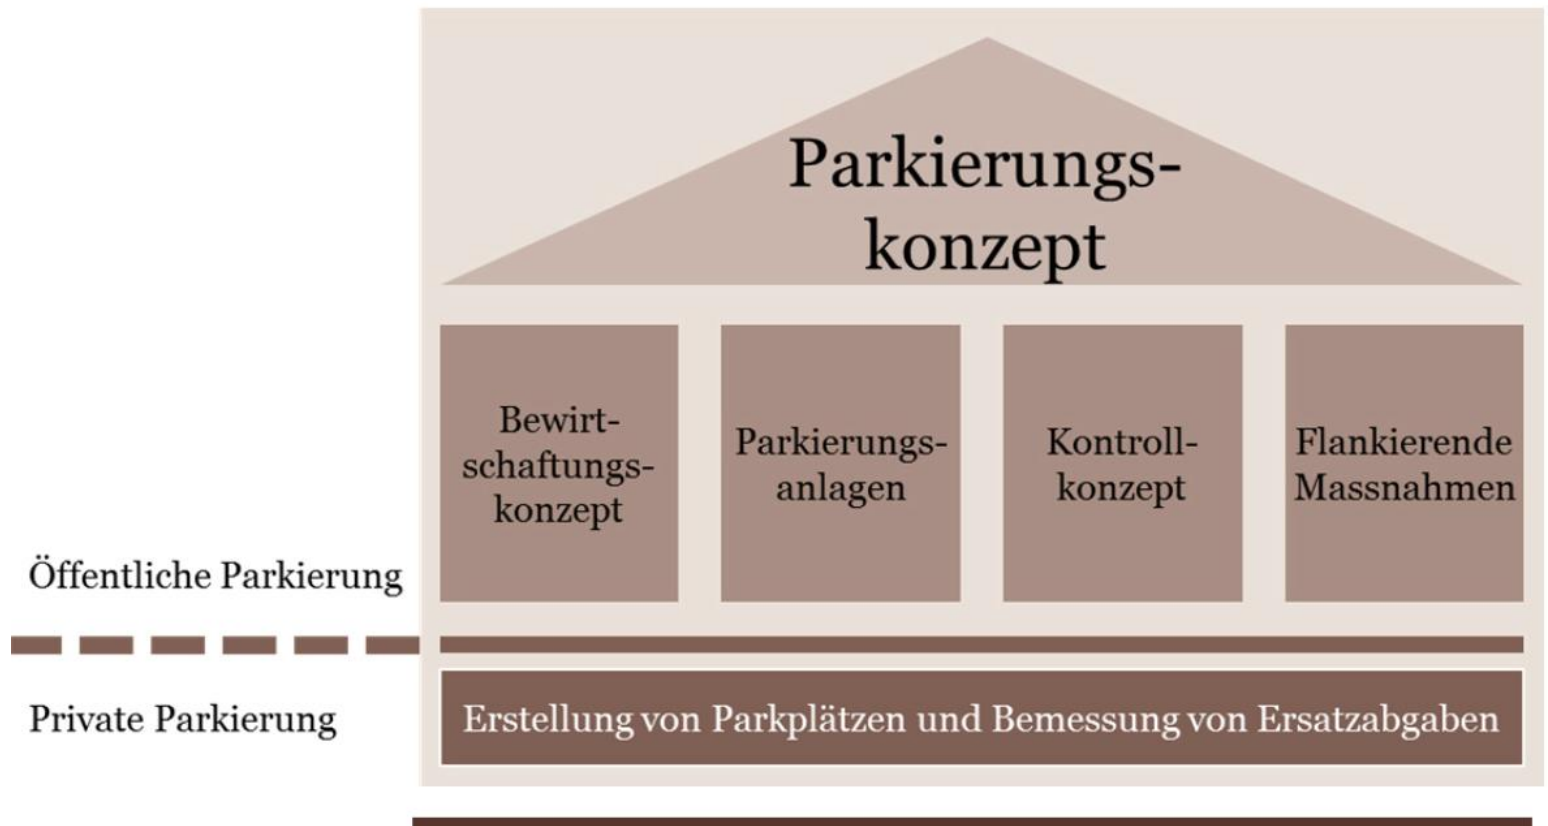 Parkierungs-
konzept
Bewirt-
schaftungs-
konzept
Parkierungs-
anlagen
Kontroll-
konzept
Flankierende
Massnahmen
Öffentliche Parkierung
Private Parkierung
Erstellung von Parkplätzen und Bemessung von Ersatzabgaben